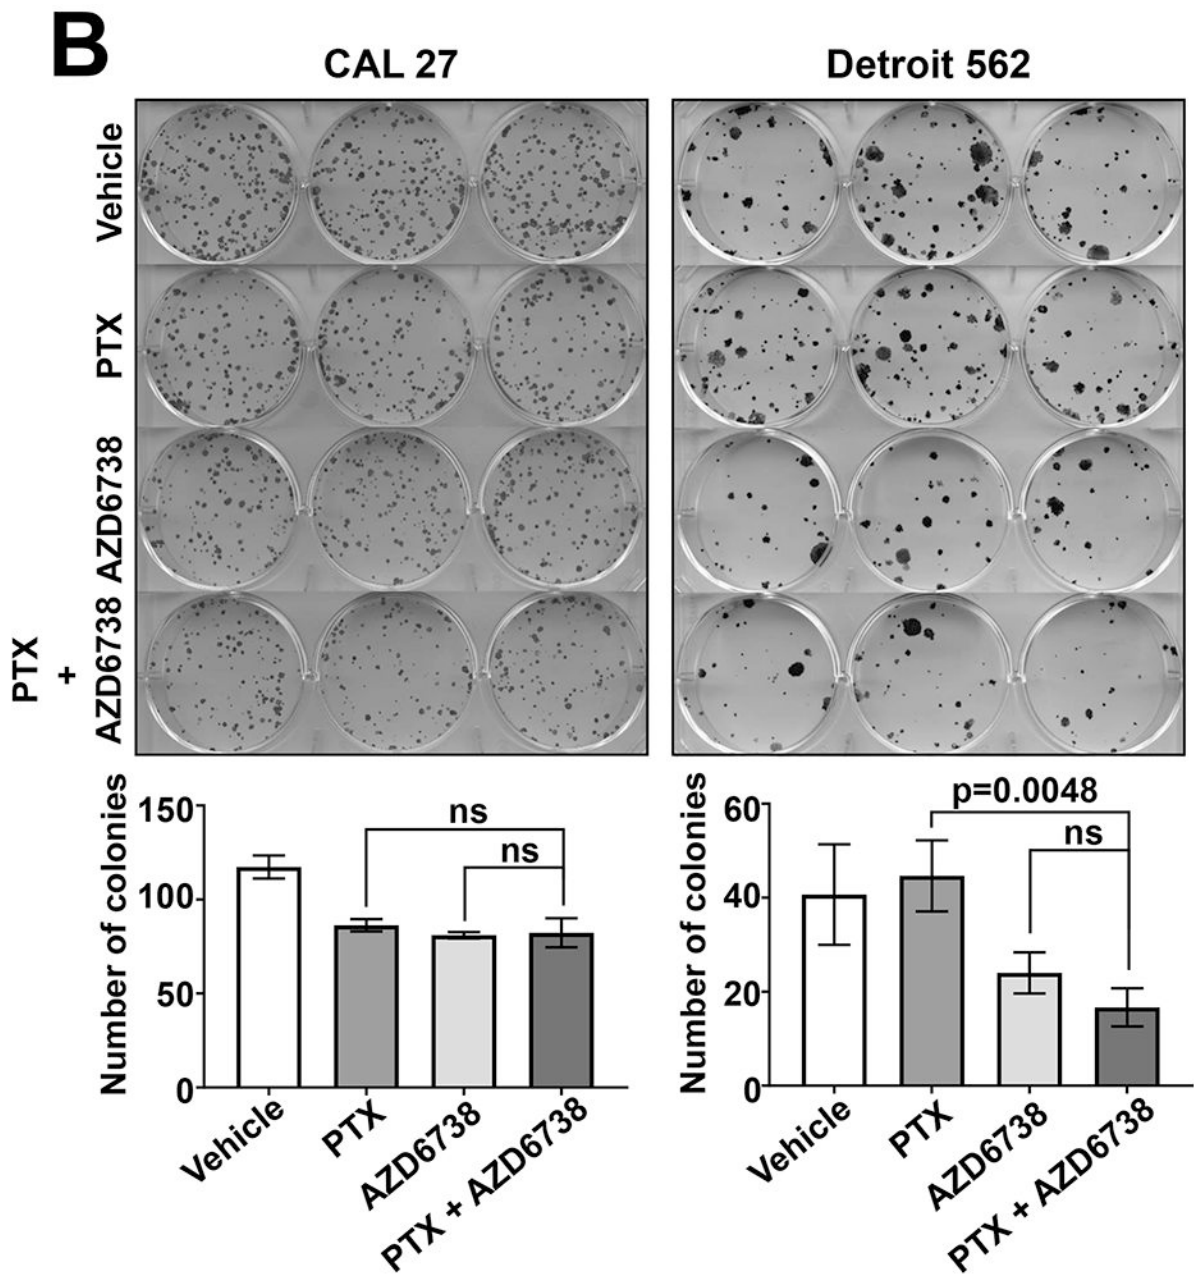 B
CAL 27
Detroit 562
Vehicle
PTX
AZD6738
PTX
+
AZD6738
Number of colonies
150
100
50
0
ns
ns
Vehicle
PTX
AZD6738
PTX + AZD6738
Number of colonies
60
40
20
0
p=0.0048
ns
Vehicle
PTX
AZD6738
PTX + AZD6738